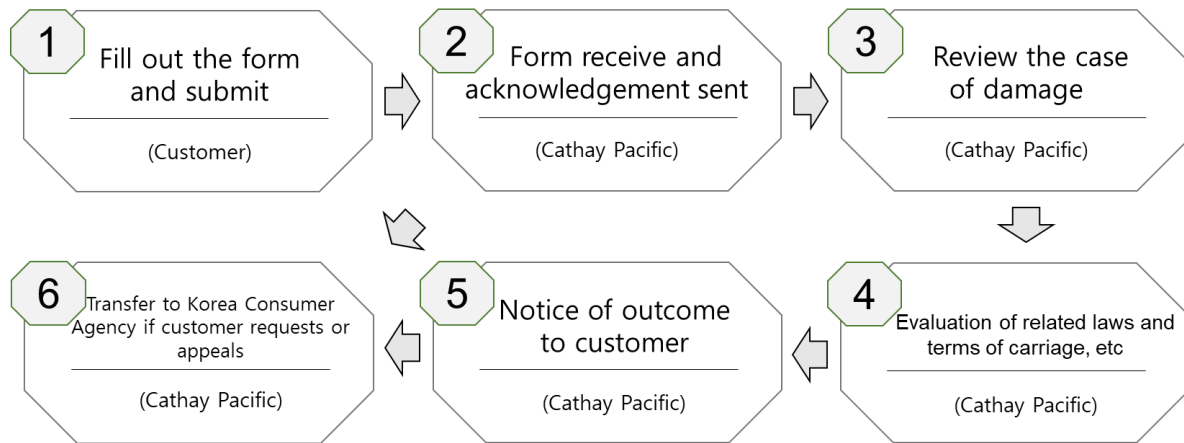 1
Fill out the form
and submit
(Customer)
2
Form receive and
acknowledgement sent
(Cathay Pacific)
3
Review the case
of damage
(Cathay Pacific)
6
Transfer to Korea Consumer
Agency if customer requests or
appeals
(Cathay Pacific)
5
Notice of outcome
to customer
(Cathay Pacific)
4
Evaluation of related laws and
terms of carriage, etc
(Cathay Pacific)